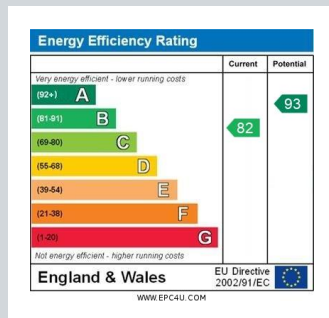 Energy Efficiency Rating
Current Potential
Very energy efficient - lower running costs
(92+) A
93
(81-91) B
82
(69-80) C
(55-68) D
(39-54) E
(21-38) F
(1-20) G
Not energy efficient - higher running costs
England & Wales
EU Directive
2002/91/EC
WWW.EPC4U.COM